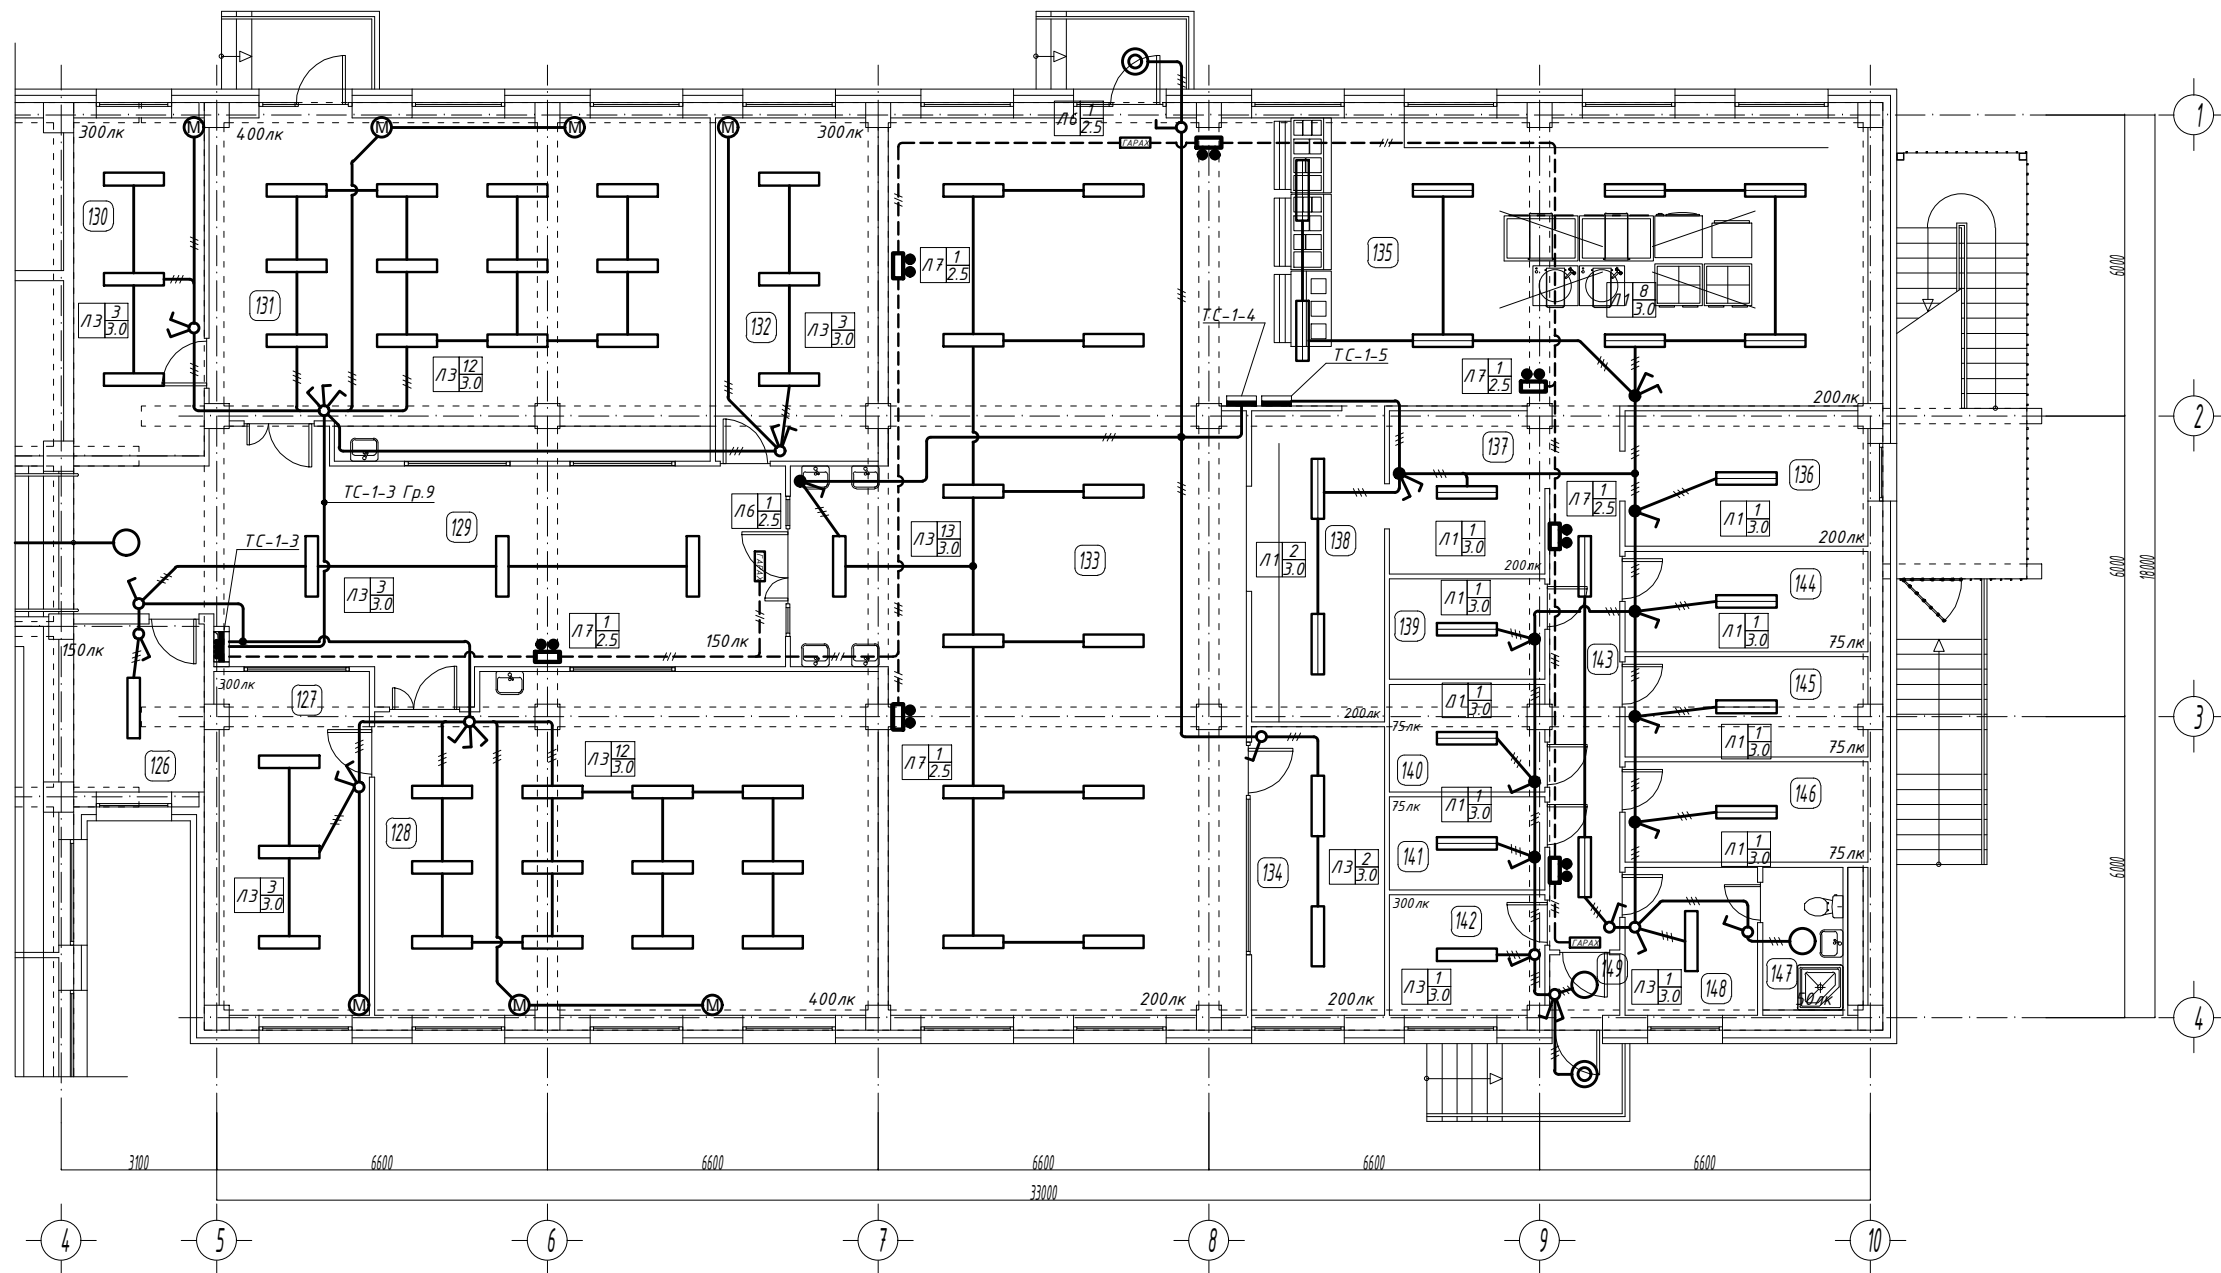 1
300лк
400лк
300лк
Л6 1 2.5
ГАРАХ
130
Л7 1 2.5
135
6000
131
Л3 3 3.0
132
Л3 3 3.0
Л1 8 3.0
ТС-1-4
ТС-1-5
Л3 12 3.0
Л7 1 2.5
200лк
2
137
136
ТС-1-3 Гр.9
Л7 1 2.5
129
Л6 1 2.5
Л3 13 3.0
Л1 1 3.0
ТС-1-3
138
Л1 1 3.0
200лк
133
Л1 2 3.0
200лк
ГАРАХ
6000
18000
144
Л3 3 3.0
Л1 1 3.0
139
Л1 1 3.0
Л7 1 2.5
150лк
150лк
75лк
143
300лк
127
Л1 1 3.0
145
200лк
75лк
3
Л3 12 3.0
Л7 1 2.5
Л1 1 3.0
75лк
126
140
Л1 1 3.0
75лк
146
128
141
Л1 1 3.0
75лк
134
Л3 2 3.0
6000
Л3 3 3.0
300лк
142
ГАРАХ
149
147
Л3 1 3.0
Л3 1 3.0
148
400лк
200лк
200лк
50лк
4
М
М
М
М
М
М
М
3100
6600
6600
6600
6600
6600
33000
4
5
6
7
8
9
10